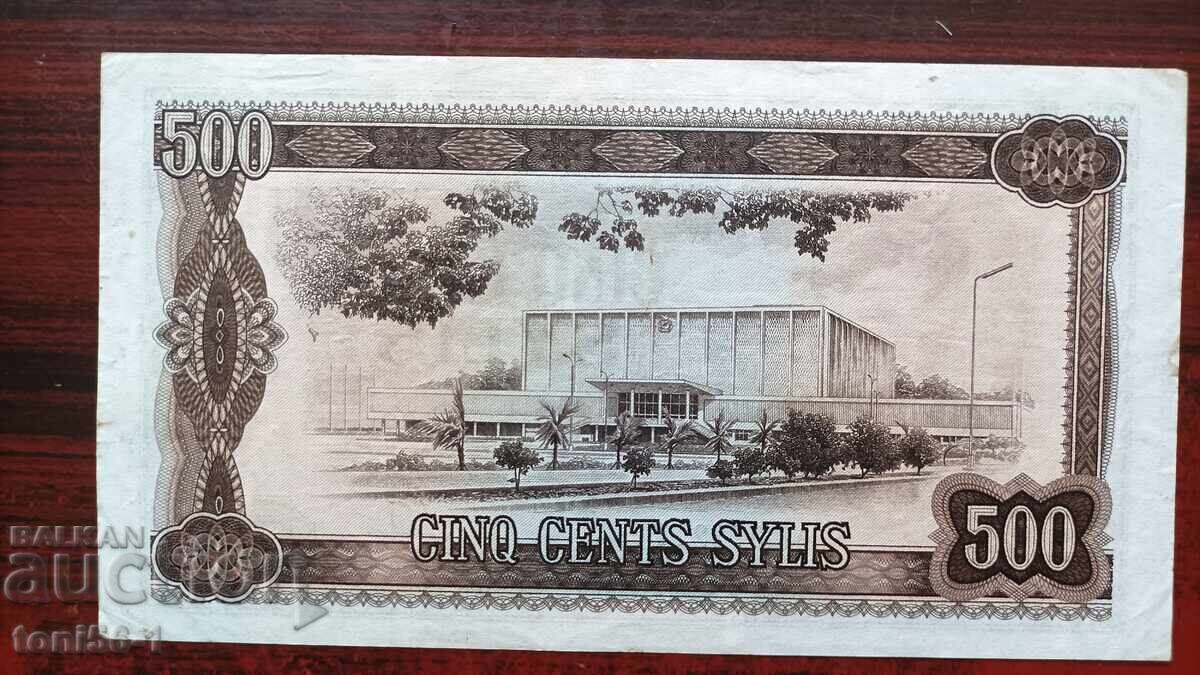 500
CINQ CENTS SYLIS
500
BALKAN
auction
toni56-1